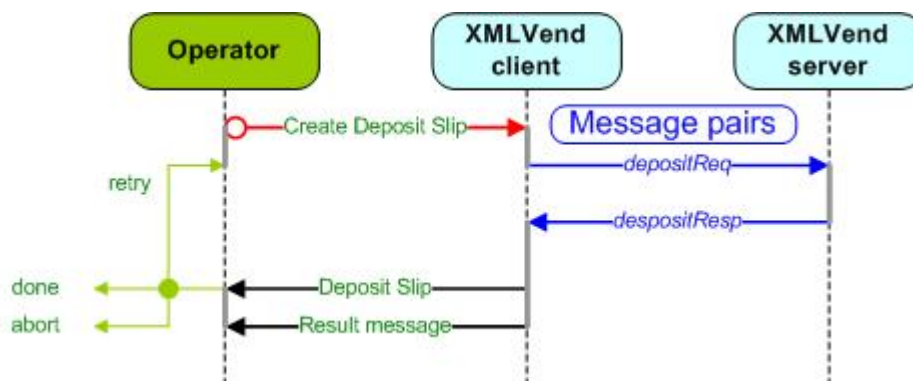 Operator
XMLVend
client
XMLVend
server
Create Deposit Slip
Message pairs
depositReq
retry
despositResp
done
Deposit Slip
abort
Result message